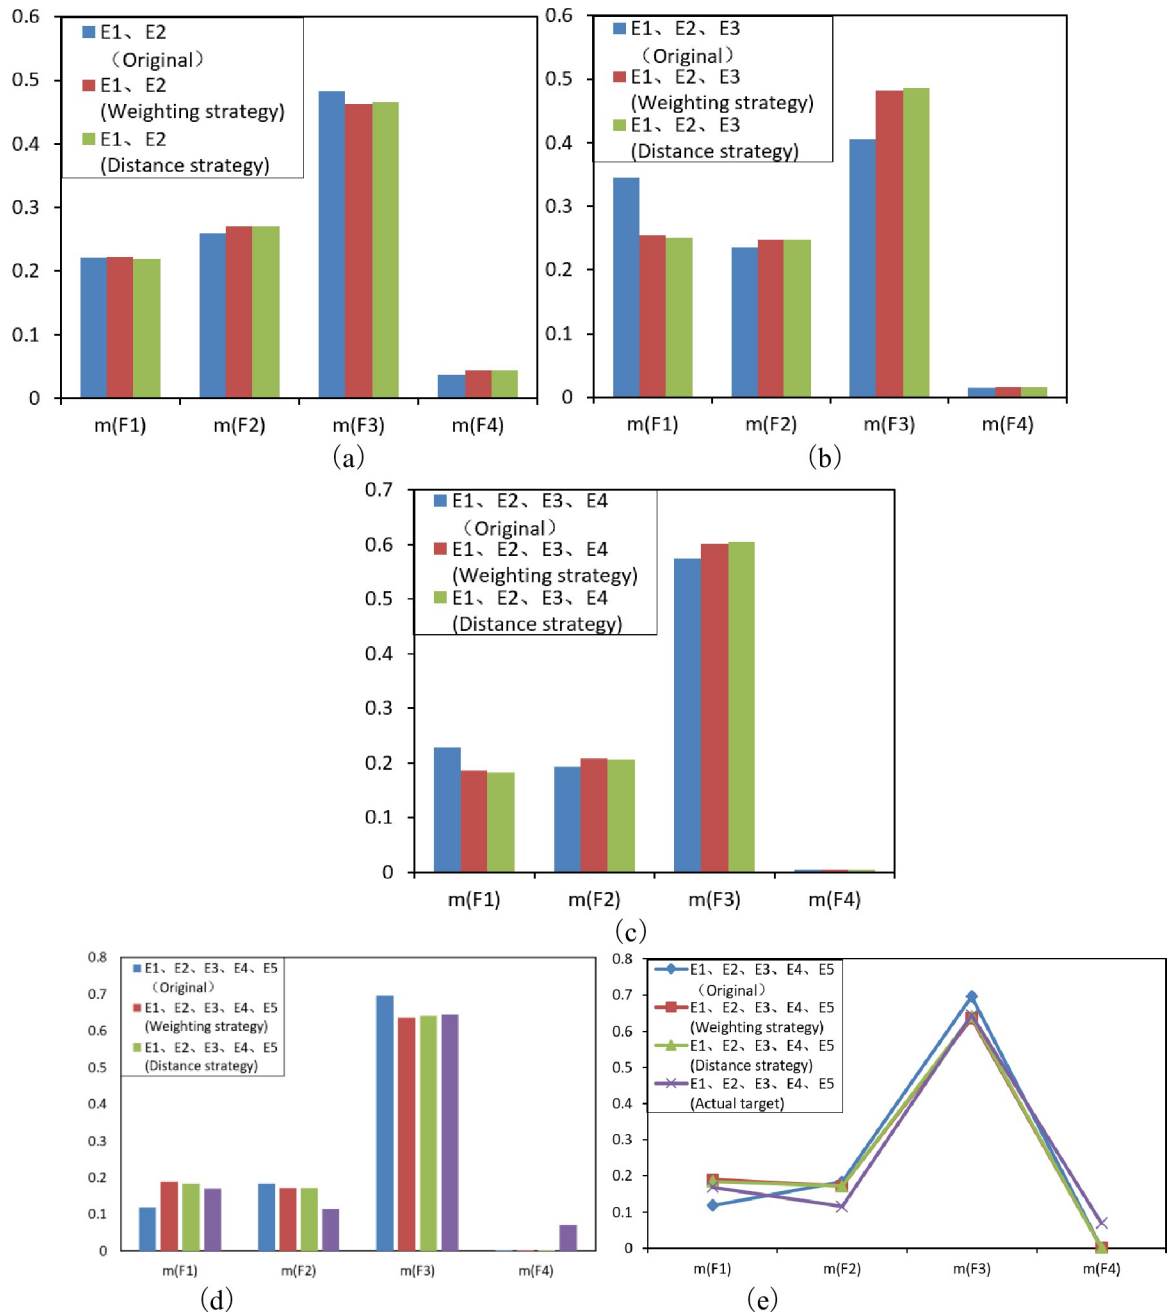 0.6
0.5
0.4
0.3
0.2
0.1
0
E1、E2
（Original）
E1、E2
(Weighting strategy)
E1、E2
(Distance strategy)
m(F1) m(F2) m(F3) m(F4)
(a)
0.6
0.5
0.4
0.3
0.2
0.1
0
E1、E2、E3
（Original）
E1、E2、E3
(Weighting strategy)
E1、E2、E3
(Distance strategy)
m(F1) m(F2) m(F3) m(F4)
(b)
0.7
0.6
0.5
0.4
0.3
0.2
0.1
0
E1、E2、E3、E4
（Original）
E1、E2、E3、E4
(Weighting strategy)
E1、E2、E3、E4
(Distance strategy)
m(F1) m(F2) m(F3) m(F4)
(c)
0.8
0.7
0.6
0.5
0.4
0.3
0.2
0.1
0
E1、E2、E3、E4、E5
（Original）
E1、E2、E3、E4、E5
(Weighting strategy)
E1、E2、E3、E4、E5
(Distance strategy)
m(F1) m(F2) m(F3) m(F4)
(d)
0.8
0.7
0.6
0.5
0.4
0.3
0.2
0.1
0
E1、E2、E3、E4、E5
（Original）
E1、E2、E3、E4、E5
(Weighting strategy)
E1、E2、E3、E4、E5
(Distance strategy)
E1、E2、E3、E4、E5
(Actual target)
m(F1) m(F2) m(F3) m(F4)
(e)